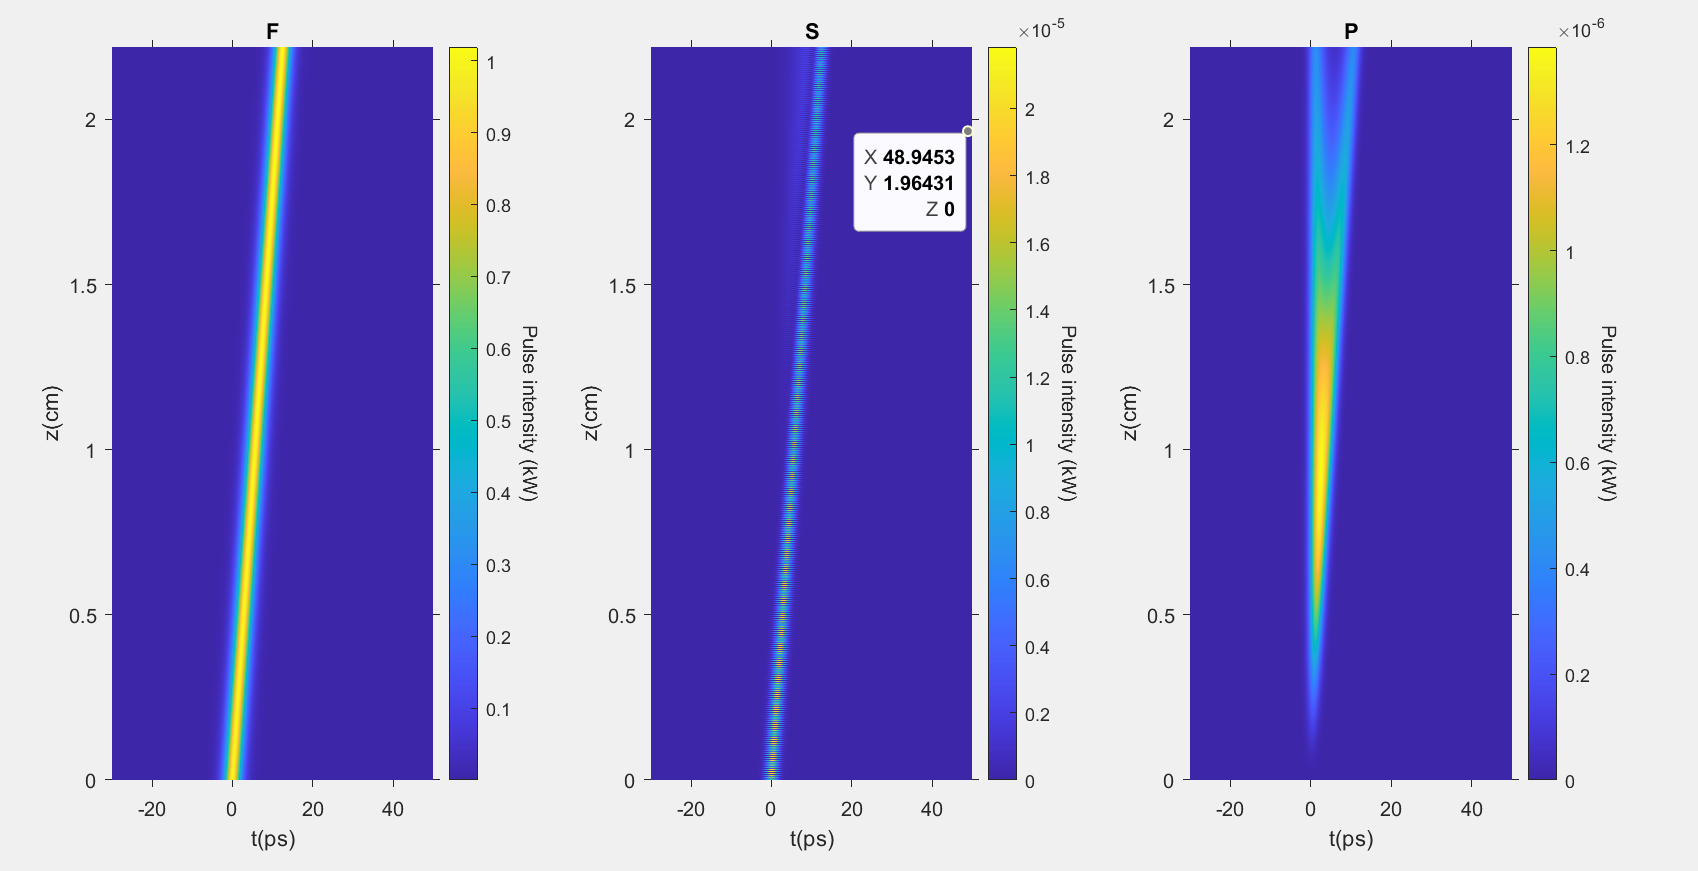 F
2
1.5
1
0.5
0
z(cm)
-20 0 20 40
t(ps)
1
0.9
0.8
0.7
0.6
0.5
0.4
0.3
0.2
0.1
Pulse intensity (kW)
S
2
1.5
1
0.5
0
z(cm)
-20 0 20 40
t(ps)
X 48.9453
Y 1.96431
Z 0
×10-5
2
1.8
1.6
1.4
1.2
1
0.8
0.6
0.4
0.2
0
Pulse intensity (kW)
P
2
1.5
1
0.5
0
z(cm)
-20 0 20 40
t(ps)
×10-6
1.2
1
0.8
0.6
0.4
0.2
0
Pulse intensity (kW)